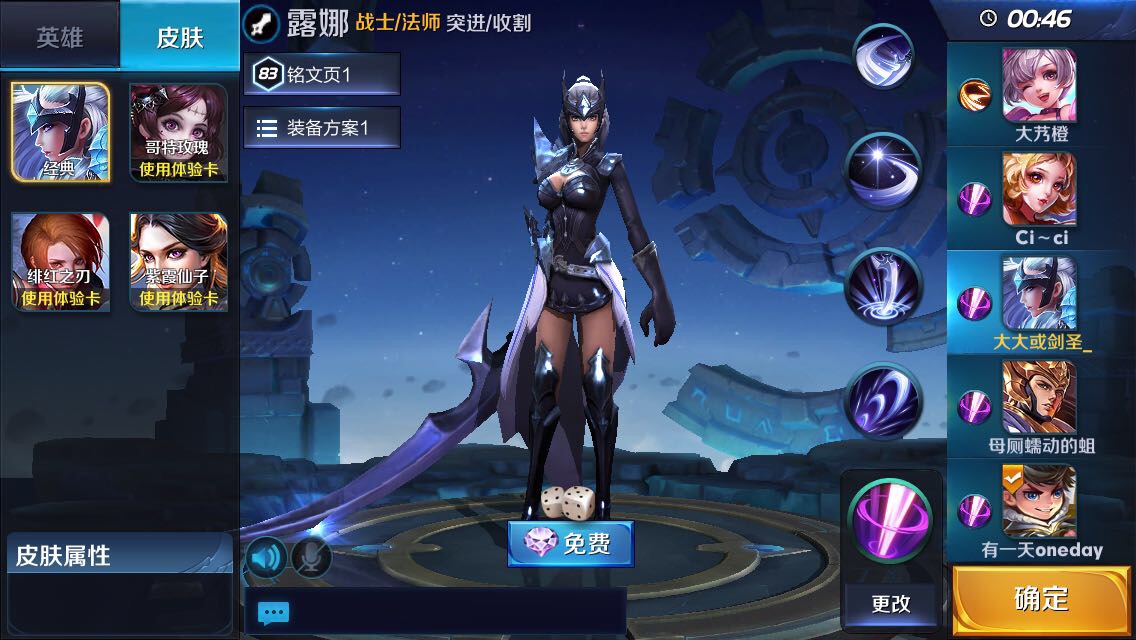 英雄
皮肤
经典
哥特玫瑰
使用体验卡
绯红之刃
使用体验卡
紫霞仙子
使用体验卡
皮肤属性
露娜 战士/法师 突进/收割
83 铭文页1
装备方案1
免费
更改
00:46
大艿橙
Ci~ci
大大或剑圣_
母厕蠕动的蛆
有一天oneday
确定